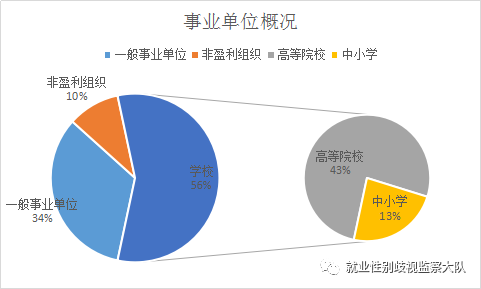 事业单位概况
一般事业单位 非盈利组织 高等院校 中小学
非盈利组织
10%
学校
56%
一般事业单位
34%
高等院校
43%
中小学
13%
就业性别歧视监察大队